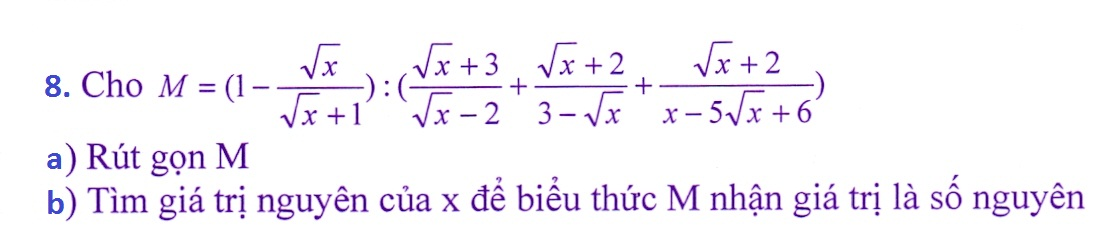 8. Cho M = (1 − √x / (√x + 1)) : ((√x + 3) / (√x − 2) + (√x + 2) / (3 − √x) + (√x + 2) / (x − 5√x + 6))
a) Rút gọn M
b) Tìm giá trị nguyên của x để biểu thức M nhận giá trị là số nguyên